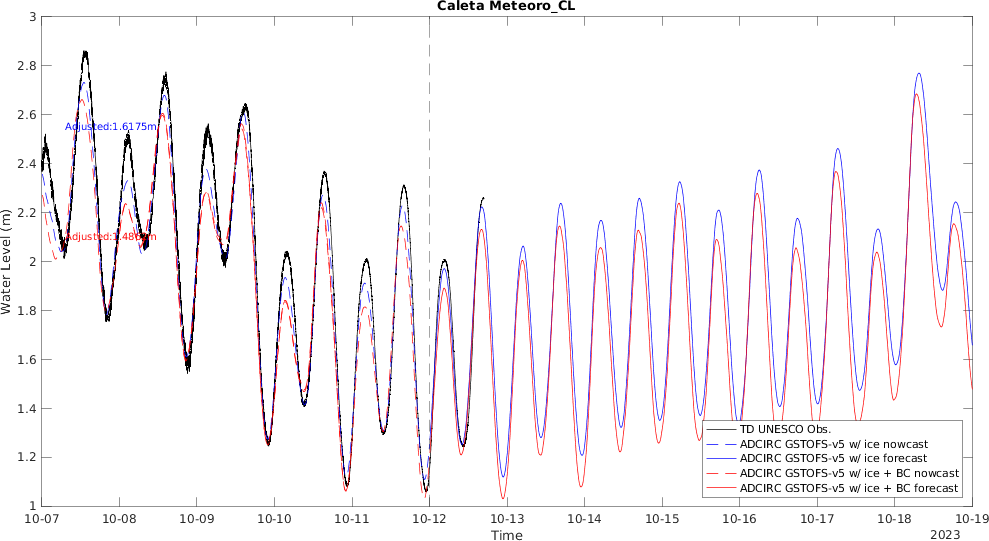 Caleta Meteoro_CL
3
2.8
2.6
2.4
2.2
2
1.8
1.6
1.4
1.2
1
Water Level (m)
Adjusted:1.6175m
TD UNESCO Obs.
ADCIRC GSTOFS-v5 w/ ice nowcast
ADCIRC GSTOFS-v5 w/ ice forecast
ADCIRC GSTOFS-v5 w/ ice + BC nowcast
ADCIRC GSTOFS-v5 w/ ice + BC forecast
10-07 10-08 10-09 10-10 10-11 10-12 10-13 10-14 10-15 10-16 10-17 10-18 10-19
Time
2023